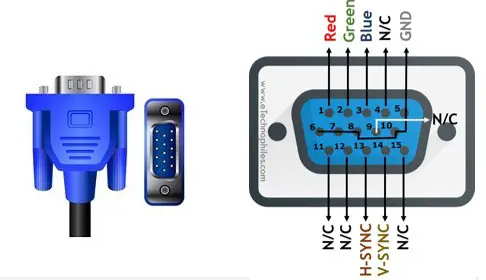 Red
Green
Blue
N/C
GND
www.eTechnophiles.com
1 2 3 4 5
6 7 8 9 10
N/C
11 12 13 14 15
N/C
N/C
H-SYNC
V-SYNC
N/C